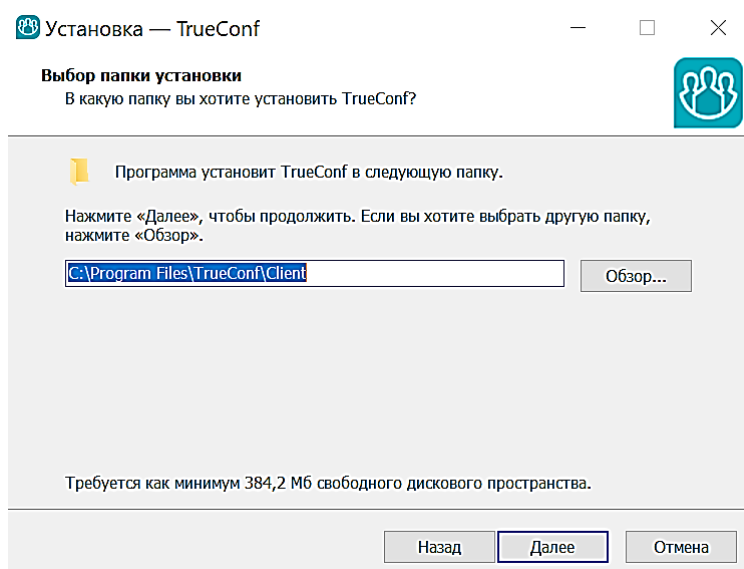 Установка — TrueConf
Выбор папки установки
В какую папку вы хотите установить TrueConf?
Программа установит TrueConf в следующую папку.
Нажмите «Далее», чтобы продолжить. Если вы хотите выбрать другую папку,
нажмите «Обзор».
C:\Program Files\TrueConf\Client
Обзор...
Требуется как минимум 384,2 Мб свободного дискового пространства.
Назад
Далее
Отмена